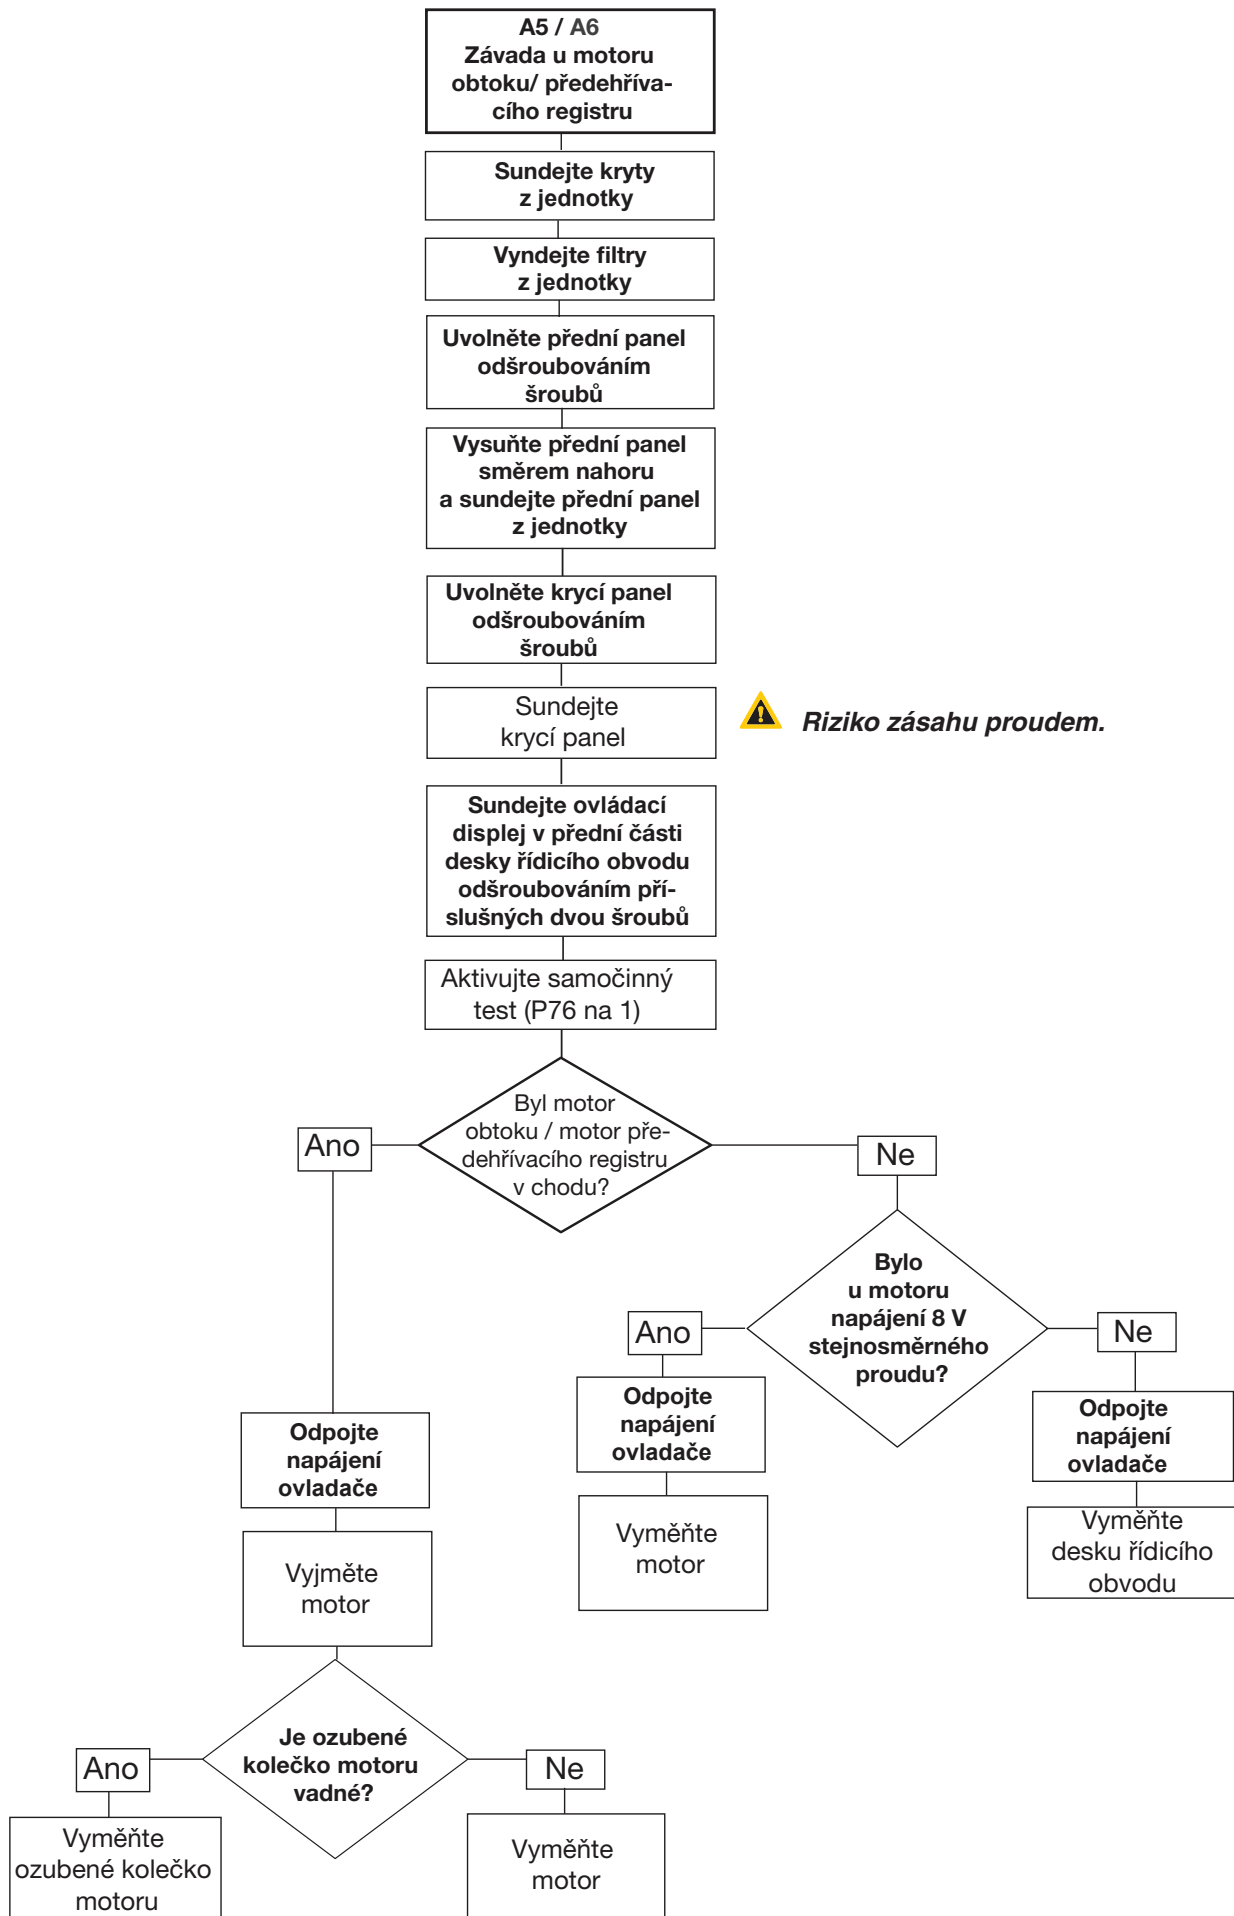 A5 / A6
Závada u motoru
obtoku/ předehříva-
cího registru
Sundejte kryty
z jednotky
Vyndejte filtry
z jednotky
Uvolněte přední panel
odšroubováním
šroubů
Vysuňte přední panel
směrem nahoru
a sundejte přední panel
z jednotky
Uvolněte krycí panel
odšroubováním
šroubů
Sundejte
krycí panel
Riziko zásahu proudem.
Sundejte ovládací
displej v přední části
desky řídicího obvodu
odšroubováním pří-
slušných dvou šroubů
Aktivujte samočinný
test (P76 na 1)
Byl motor
obtoku / motor pře-
dehřívacího registru
v chodu?
Ano
Ne
Bylo
u motoru
napájení 8 V
stejnosměrného
proudu?
Ano
Ne
Odpojte
napájení
ovladače
Odpojte
napájení
ovladače
Odpojte
napájení
ovladače
Vyměňte
motor
Vyměňte
desku řídicího
obvodu
Vyjměte
motor
Je ozubené
kolečko motoru
vadné?
Ano
Ne
Vyměňte
ozubené kolečko
motoru
Vyměňte
motor